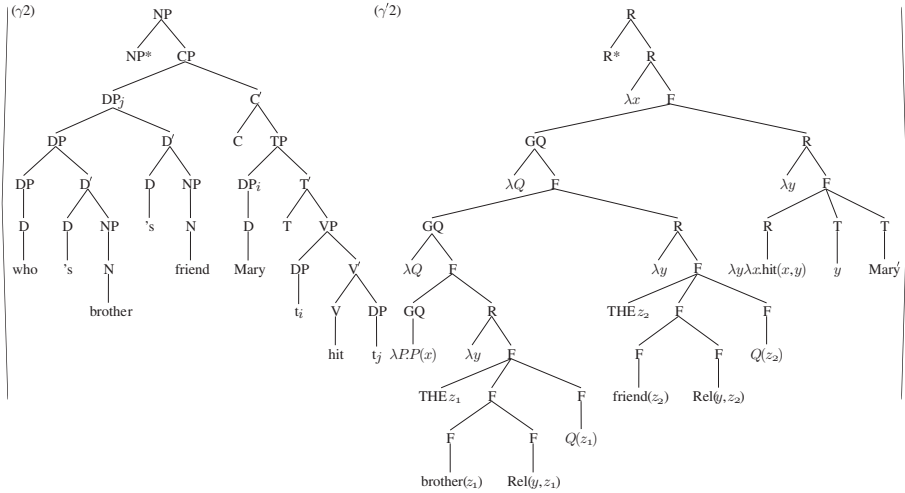 (γ2) NP (γ′2) R
NP* CP R* R
DPj C′ λx F
DP D′ C TP GQ R
DP D′ D NP DPi T′ λQ F λy F
D D NP 's N D T VP GQ R R T T
who 's N friend Mary DP V′ λQ F λy F λyλx.hit(x, y) y Mary′
brother ti V DP GQ R THE z₂ F F
hit tj λP.P(x) λy F F F Q(z₂)
THE z₁ F F friend(z₂) Rel(y, z₂)
F F Q(z₁)
brother(z₁) Rel(y, z₁)